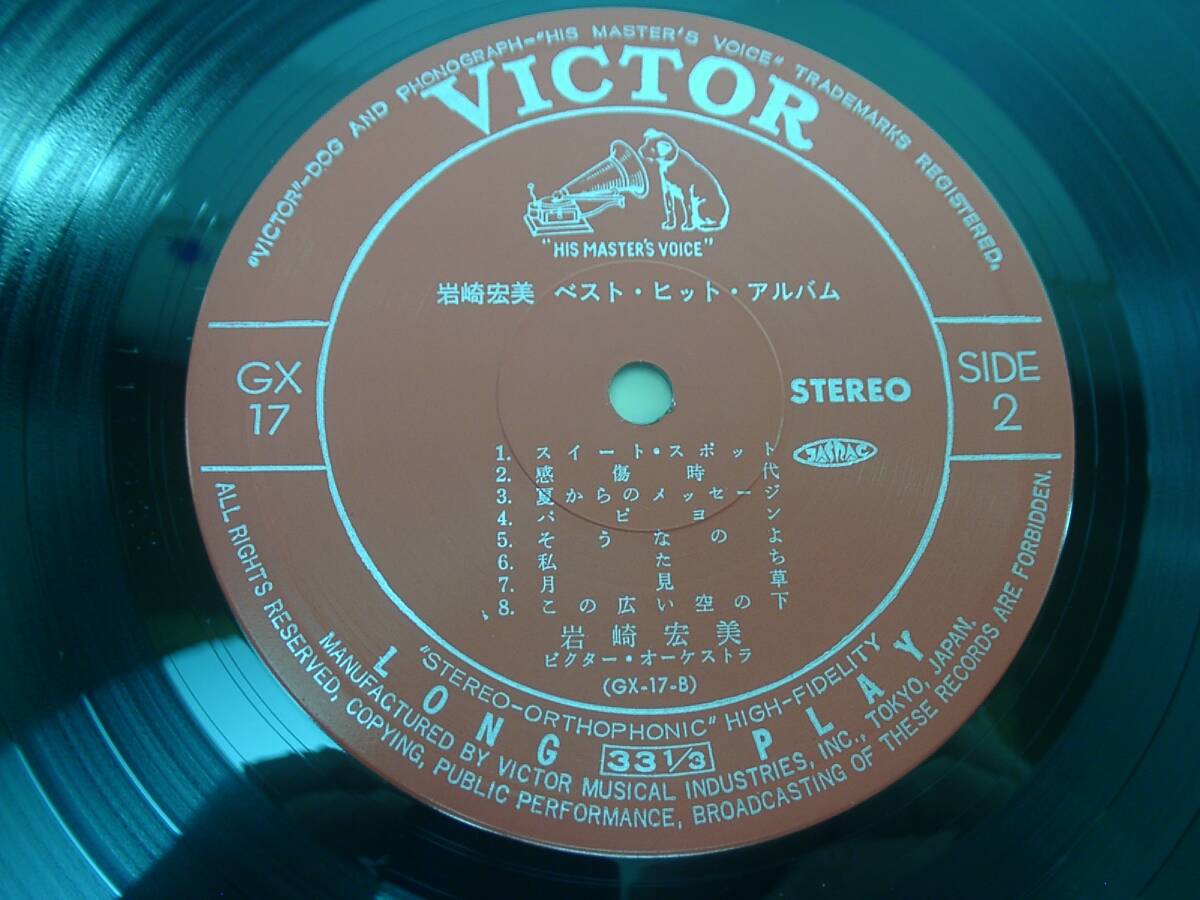 "VICTOR"-DOG AND PHONOGRAPH-"HIS MASTER'S VOICE" TRADEMARKS REGISTERED.
VICTOR
"HIS MASTER'S VOICE"
岩崎宏美 ベスト・ヒット・アルバム
GX
17
STEREO
SIDE
2
JASRAC
1. スイート・スポット
2. 感傷時代
3. 夏からのメッセージ
4. パピヨン
5. そうなのよ
6. 私たち
7. 月見草
8. この広い空の下
岩崎宏美
ビクター・オーケストラ
(GX-17-B)
"STEREO-ORTHOPHONIC" HIGH-FIDELITY
LONG 33 1/3 PLAY
MANUFACTURED BY VICTOR MUSICAL INDUSTRIES, INC., TOKYO, JAPAN.
ALL RIGHTS RESERVED, COPYING, PUBLIC PERFORMANCE, BROADCASTING OF THESE RECORDS ARE FORBIDDEN.